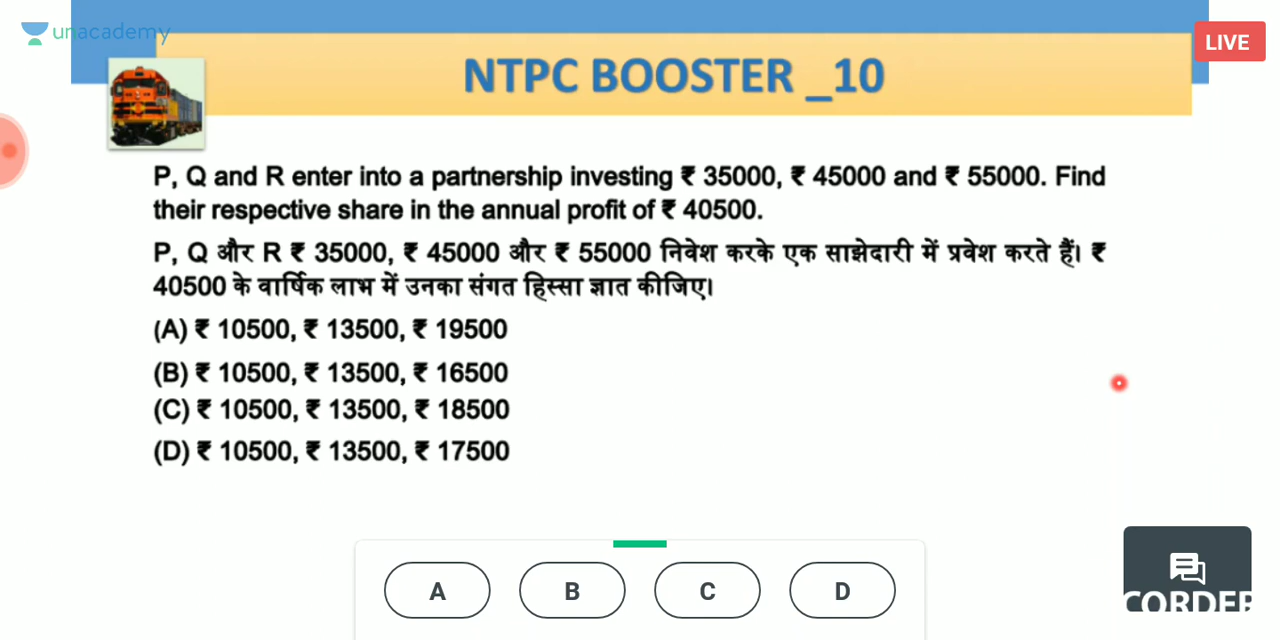 unacademy
LIVE
NTPC BOOSTER _10
P, Q and R enter into a partnership investing ₹ 35000, ₹ 45000 and ₹ 55000. Find
their respective share in the annual profit of ₹ 40500.
P, Q और R ₹ 35000, ₹ 45000 और ₹ 55000 निवेश करके एक साझेदारी में प्रवेश करते हैं। ₹
40500 के वार्षिक लाभ में उनका संगत हिस्सा ज्ञात कीजिए।
(A) ₹ 10500, ₹ 13500, ₹ 19500
(B) ₹ 10500, ₹ 13500, ₹ 16500
(C) ₹ 10500, ₹ 13500, ₹ 18500
(D) ₹ 10500, ₹ 13500, ₹ 17500
A B C D
CORDER